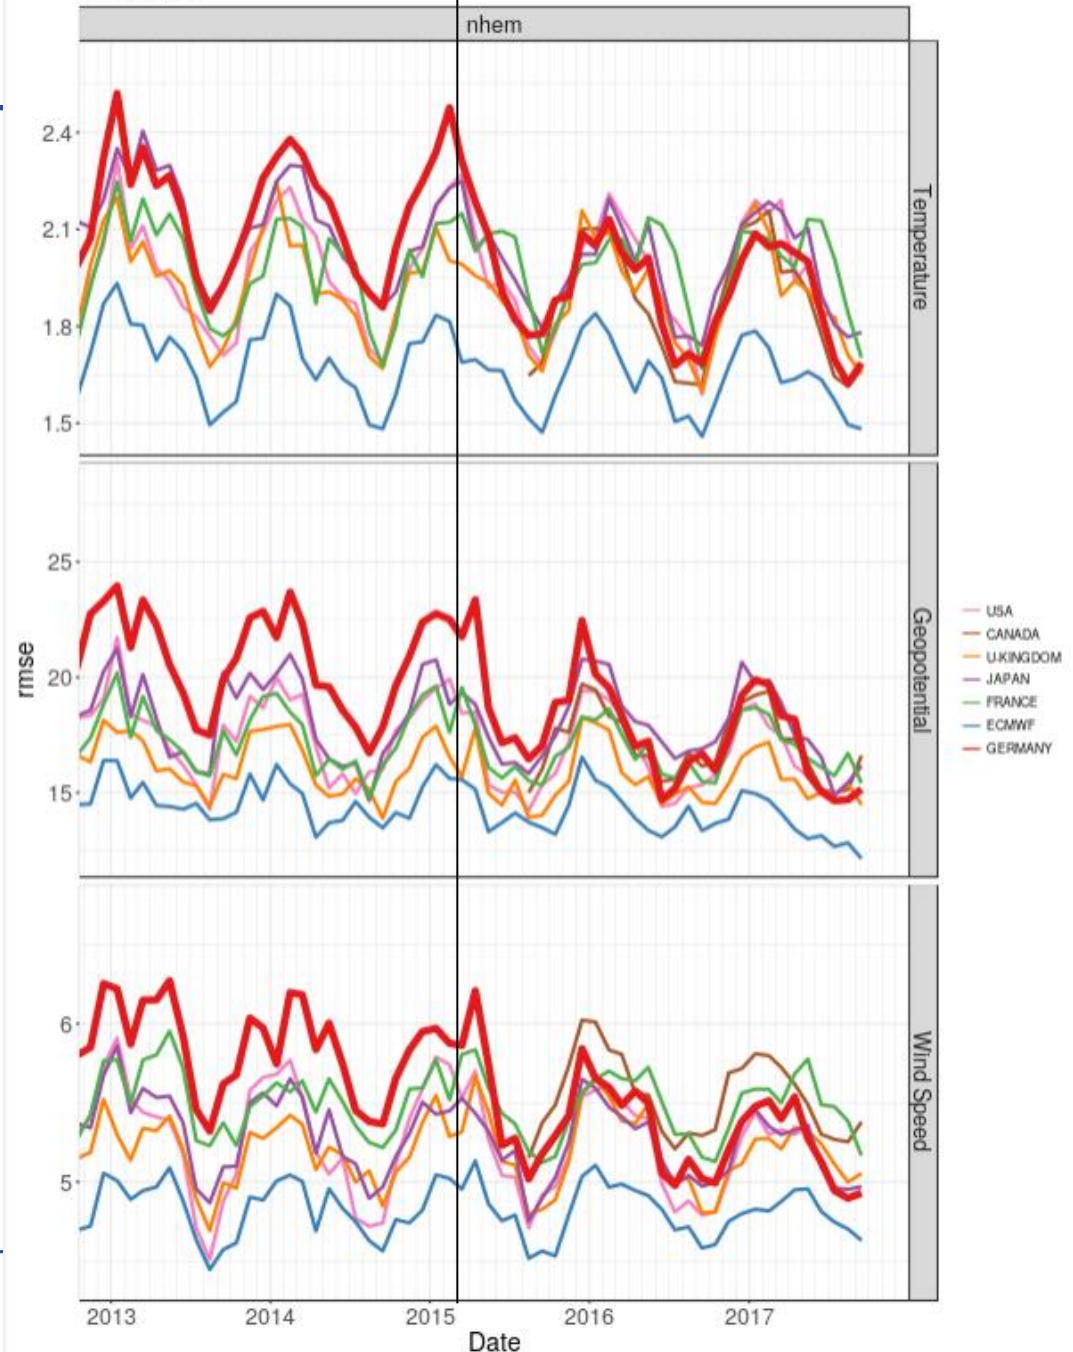 nhem
2.4
2.1
1.8
1.5
Temperature
25
20
15
Geopotential
rmse
USA
CANADA
U-KINGDOM
JAPAN
FRANCE
ECMWF
GERMANY
6
5
Wind Speed
2013 2014 2015 2016 2017
Date